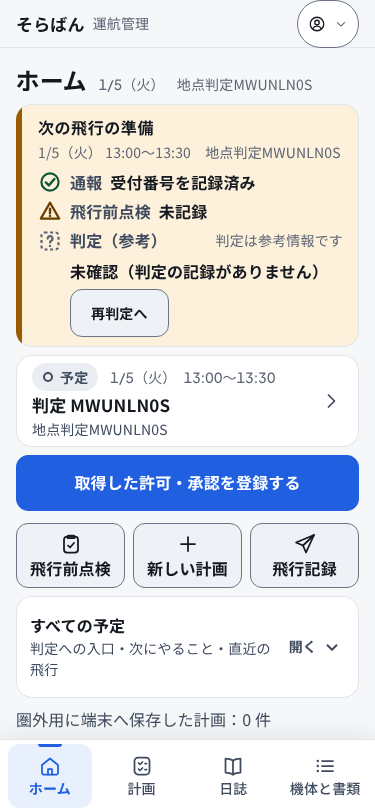 そらばん 運航管理
ホーム 1/5（火） 地点判定MWUNLN0S
次の飛行の準備
1/5（火） 13:00〜13:30 地点判定MWUNLN0S
通報 受付番号を記録済み
飛行前点検 未記録
判定（参考） 判定は参考情報です
未確認（判定の記録がありません）
再判定へ
予定 1/5（火） 13:00〜13:30
判定 MWUNLN0S
地点判定MWUNLN0S
取得した許可・承認を登録する
飛行前点検 新しい計画 飛行記録
すべての予定
判定への入口・次にやること・直近の
飛行
開く
圏外用に端末へ保存した計画：0 件
ホーム 計画 日誌 機体と書類